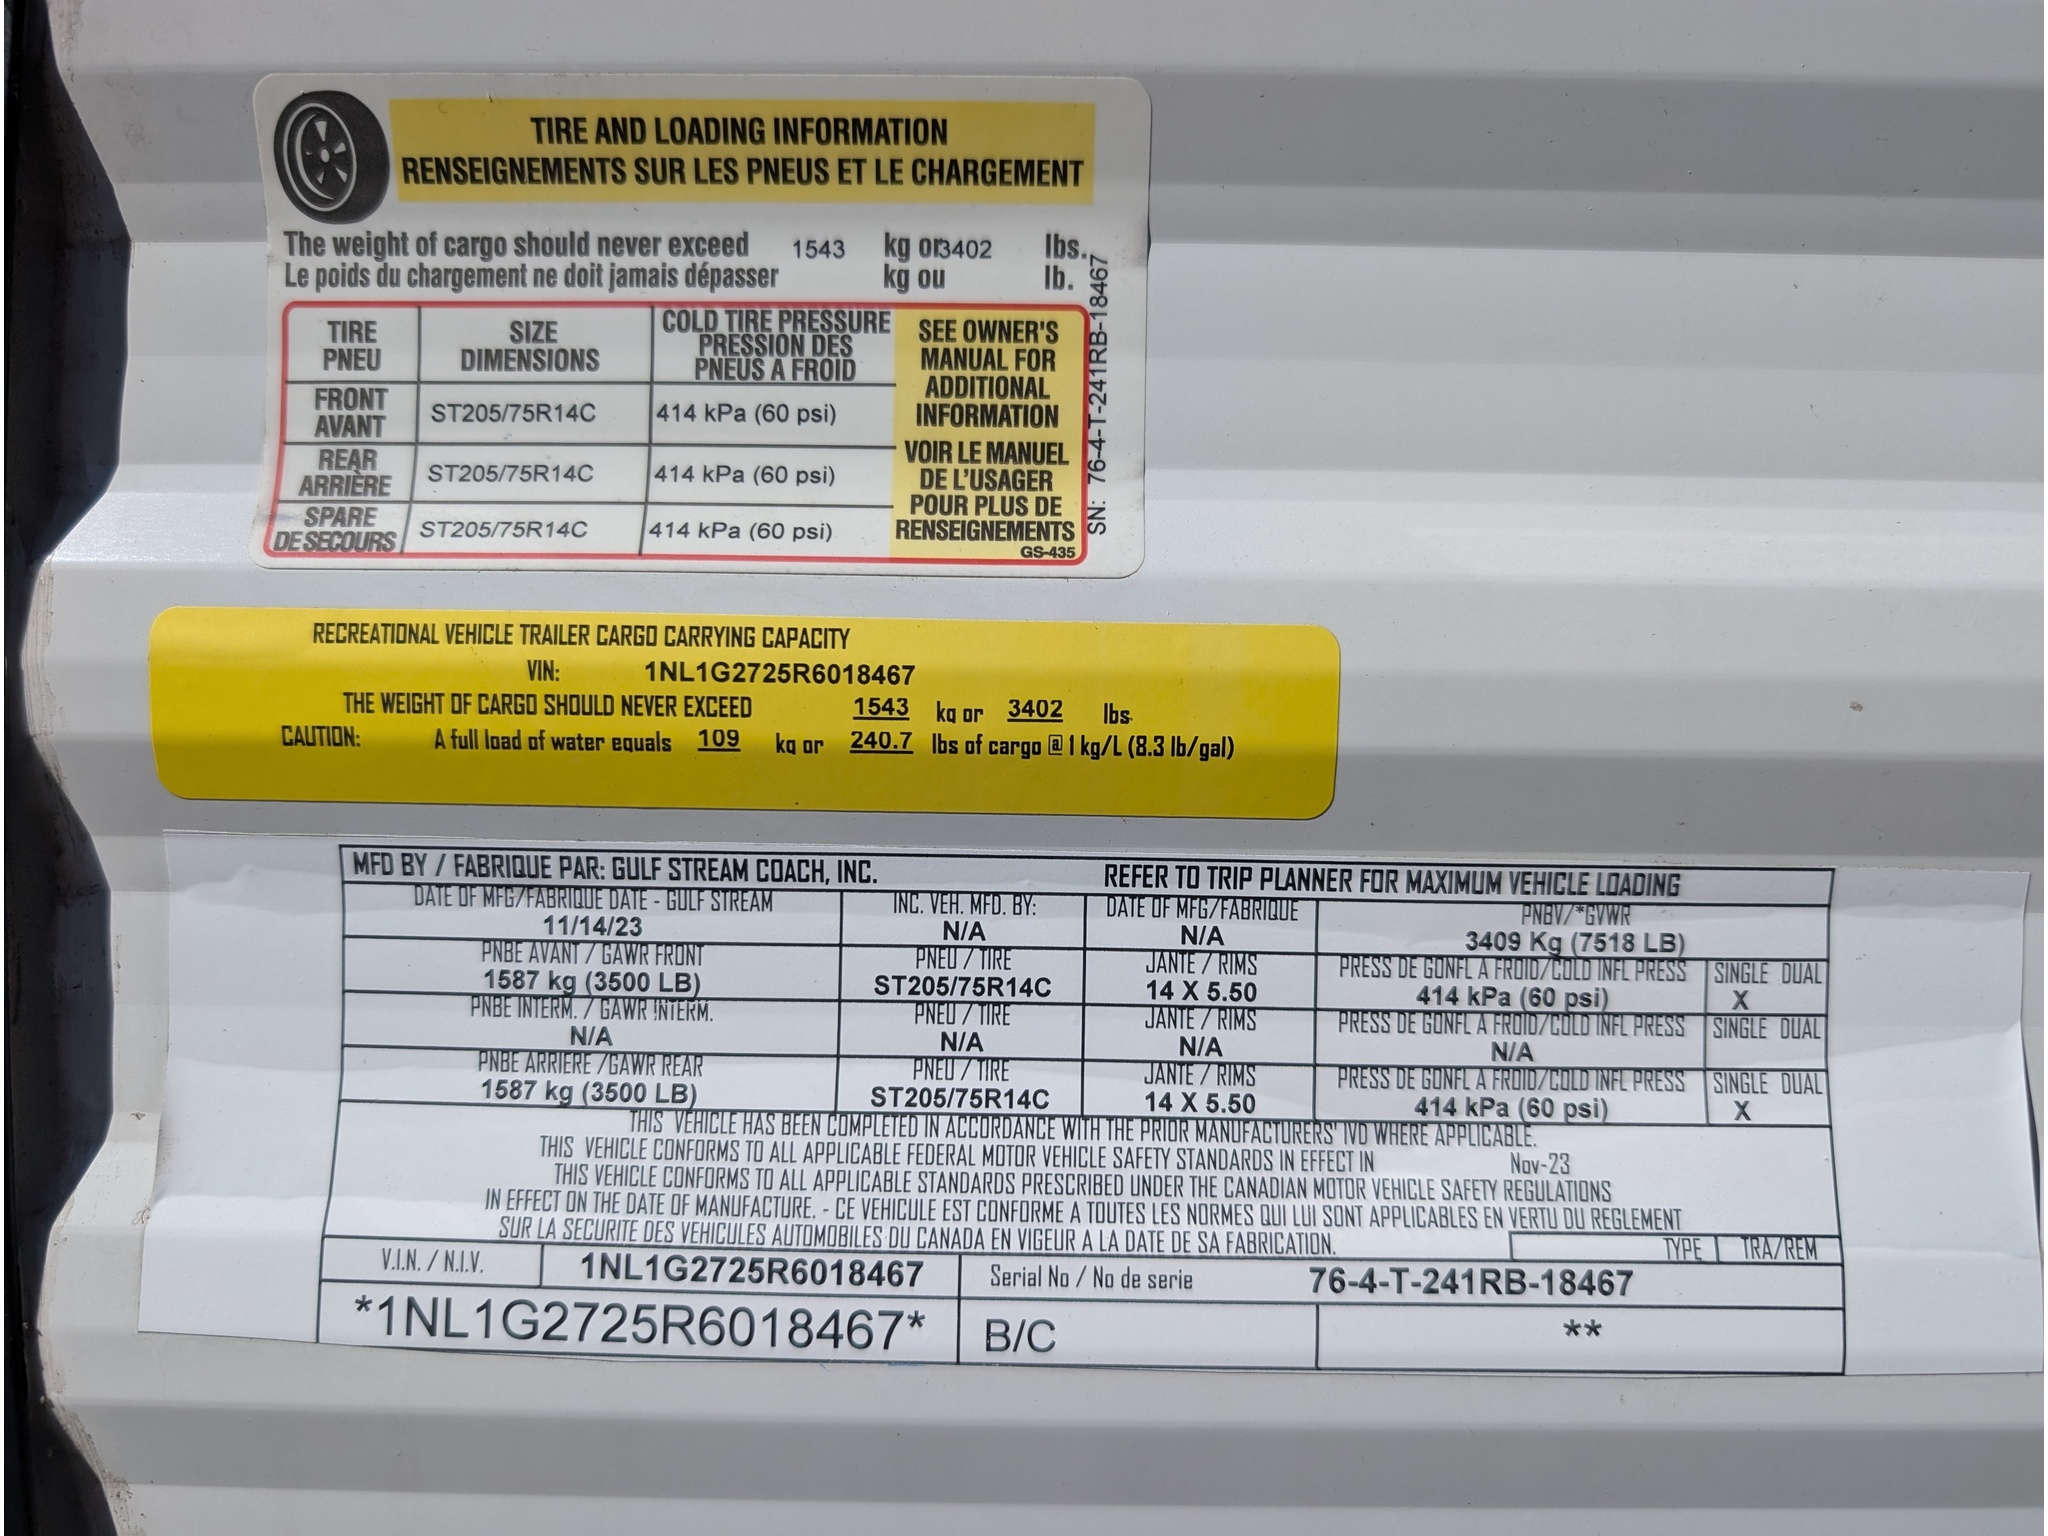 TIRE AND LOADING INFORMATION
RENSEIGNEMENTS SUR LES PNEUS ET LE CHARGEMENT
The weight of cargo should never exceed 1543 kg or 3402 lbs.
Le poids du chargement ne doit jamais dépasser kg ou lb.
TIRE PNEU
SIZE DIMENSIONS
COLD TIRE PRESSURE PRESSION DES PNEUS A FROID
FRONT AVANT ST205/75R14C 414 kPa (60 psi)
REAR ARRIÈRE ST205/75R14C 414 kPa (60 psi)
SPARE DE SECOURS ST205/75R14C 414 kPa (60 psi)
SEE OWNER'S
MANUAL FOR
ADDITIONAL
INFORMATION
VOIR LE MANUEL
DE L'USAGER
POUR PLUS DE
RENSEIGNEMENTS
GS-435
SN: 76-4-T-241RB-18467
RECREATIONAL VEHICLE TRAILER CARGO CARRYING CAPACITY
VIN: 1NL1G2725R6018467
THE WEIGHT OF CARGO SHOULD NEVER EXCEED 1543 kg or 3402 lbs.
CAUTION: A full load of water equals 109 kg or 240.7 lbs of cargo @ 1 kg/L (8.3 lb/gal)
MFD BY / FABRIQUE PAR: GULF STREAM COACH, INC. REFER TO TRIP PLANNER FOR MAXIMUM VEHICLE LOADING
DATE OF MFG/FABRIQUE DATE - GULF STREAM INC. VEH. MFD. BY: DATE OF MFG/FABRIQUE PNBV/*GVWR
11/14/23 N/A N/A 3409 Kg (7518 LB)
PNBE AVANT / GAWR FRONT PNEU / TIRE JANTE / RIMS PRESS DE GONFL A FROID/COLD INFL PRESS SINGLE DUAL
1587 kg (3500 LB) ST205/75R14C 14 X 5.50 414 kPa (60 psi) X
PNBE INTERM. / GAWR INTERM. PNEU / TIRE JANTE / RIMS PRESS DE GONFL A FROID/COLD INFL PRESS SINGLE DUAL
N/A N/A N/A N/A
PNBE ARRIERE /GAWR REAR PNEU / TIRE JANTE / RIMS PRESS DE GONFL A FROID/COLD INFL PRESS SINGLE DUAL
1587 kg (3500 LB) ST205/75R14C 14 X 5.50 414 kPa (60 psi) X
THIS VEHICLE HAS BEEN COMPLETED IN ACCORDANCE WITH THE PRIOR MANUFACTURERS' IVD WHERE APPLICABLE.
THIS VEHICLE CONFORMS TO ALL APPLICABLE FEDERAL MOTOR VEHICLE SAFETY STANDARDS IN EFFECT IN Nov-23
THIS VEHICLE CONFORMS TO ALL APPLICABLE STANDARDS PRESCRIBED UNDER THE CANADIAN MOTOR VEHICLE SAFETY REGULATIONS
IN EFFECT ON THE DATE OF MANUFACTURE. - CE VEHICULE EST CONFORME A TOUTES LES NORMES QUI LUI SONT APPLICABLES EN VERTU DU REGLEMENT
SUR LA SECURITE DES VEHICULES AUTOMOBILES DU CANADA EN VIGEUR A LA DATE DE SA FABRICATION.
TYPE TRA/REM
V.I.N. / N.I.V. 1NL1G2725R6018467 Serial No / No de serie 76-4-T-241RB-18467
*1NL1G2725R6018467* B/C **